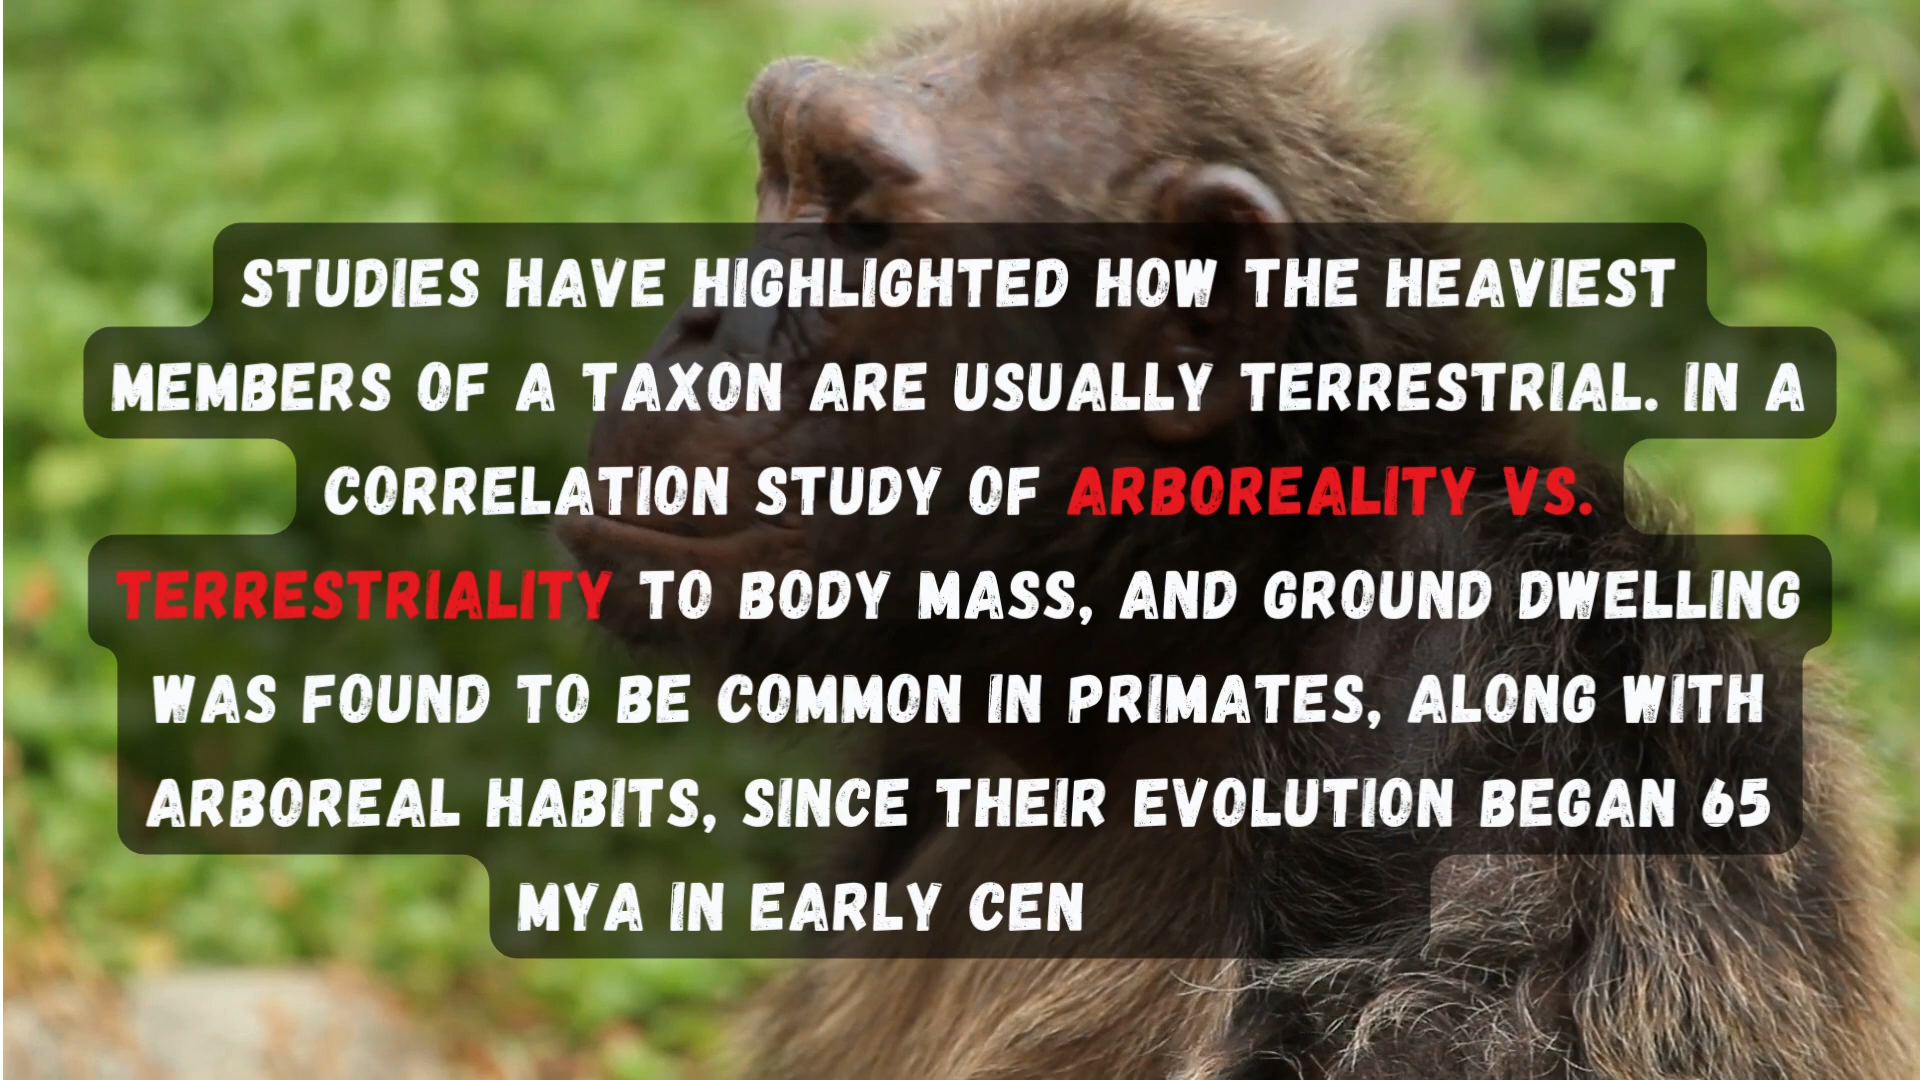 STUDIES HAVE HIGHLIGHTED HOW THE HEAVIEST
MEMBERS OF A TAXON ARE USUALLY TERRESTRIAL. IN A
CORRELATION STUDY OF ARBOREALITY VS.
TERRESTRIALITY TO BODY MASS, AND GROUND DWELLING
WAS FOUND TO BE COMMON IN PRIMATES, ALONG WITH
ARBOREAL HABITS, SINCE THEIR EVOLUTION BEGAN 65
MYA IN EARLY CEN